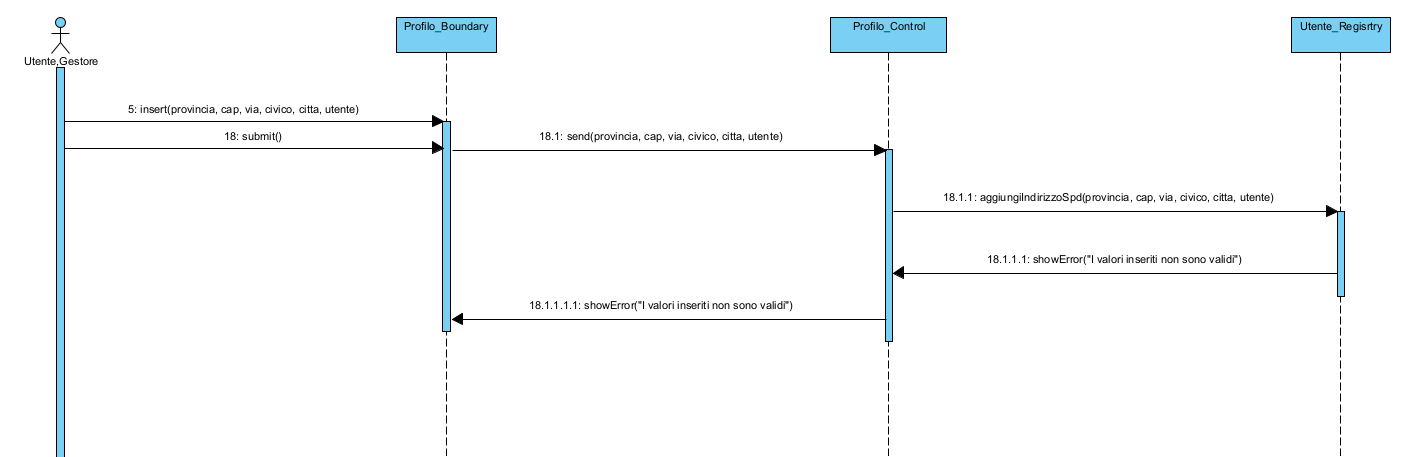 Profilo_Boundary
Profilo_Control
Utente_Regisrtry
Utente,Gestore
5: insert(provincia, cap, via, civico, citta, utente)
18: submit()
18.1: send(provincia, cap, via, civico, citta, utente)
18.1.1: aggiungiIndirizzoSpd(provincia, cap, via, civico, citta, utente)
18.1.1.1: showError("I valori inseriti non sono validi")
18.1.1.1.1: showError("I valori inseriti non sono validi")